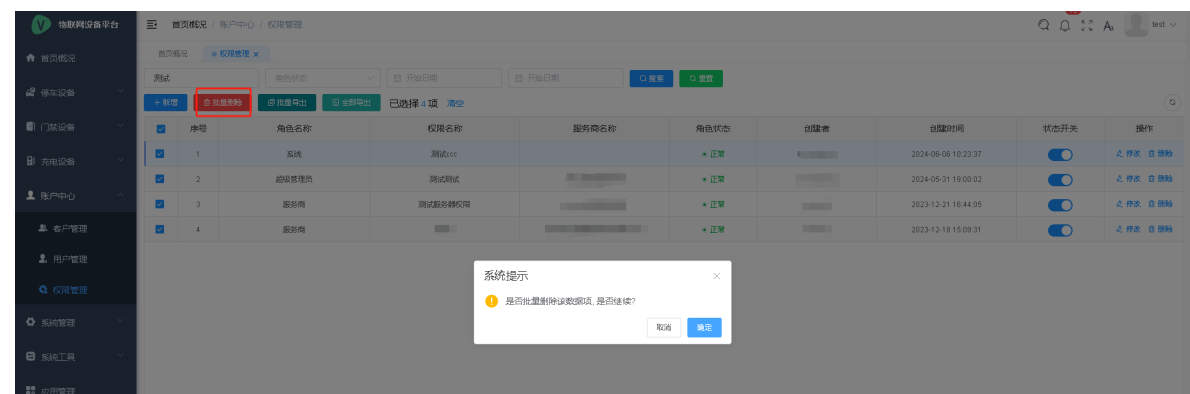 物联网设备平台
首页概况 / 账户中心 / 权限管理
test
首页概况
权限管理 ×
测试 角色状态 开始日期 开始日期 搜索 重置
+ 新增 批量删除 批量导出 全部导出 已选择 4 项 清空
序号 角色名称 权限名称 服务商名称 角色状态 创建者 创建时间 状态开关 操作
1 系统 测试ccc 正常 2024-06-06 10:23:37 修改 删除
2 超级管理员 测试测试 正常 2024-05-31 19:00:02 修改 删除
3 服务商 测试服务器权限 正常 2023-12-21 16:44:05 修改 删除
4 服务商 正常 2023-12-18 15:09:31 修改 删除
首页概况
停车设备
门禁设备
充电设备
账户中心
客户管理
用户管理
权限管理
系统管理
系统工具
应用管理
系统提示
是否批量删除该数据项, 是否继续?
取消 确定